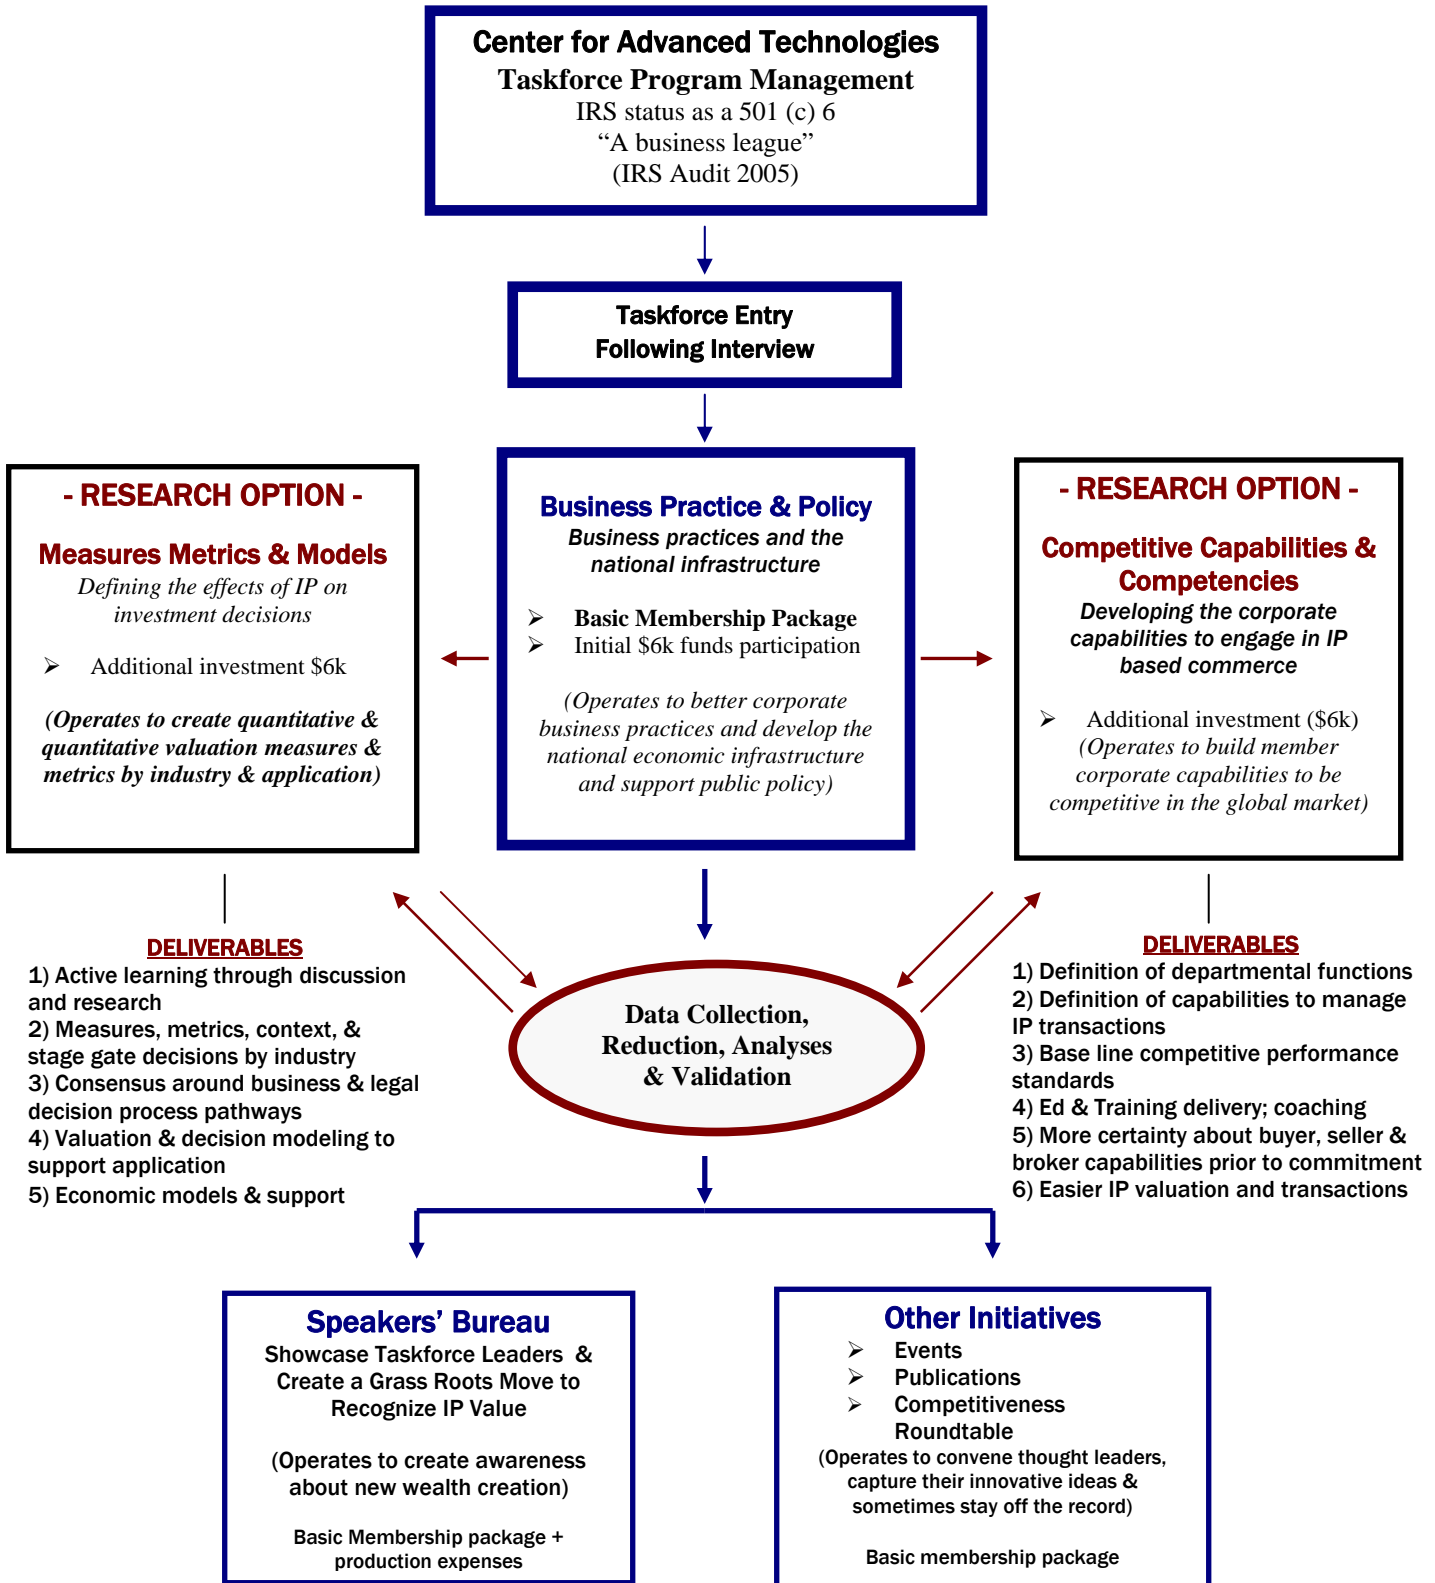 Center for Advanced Technologies
Taskforce Program Management
IRS status as a 501 (c) 6
“A business league”
(IRS Audit 2005)
Taskforce Entry
Following Interview
- RESEARCH OPTION -
Measures Metrics & Models
Defining the effects of IP on
investment decisions
➢ Additional investment $6k
(Operates to create quantitative &
quantitative valuation measures &
metrics by industry & application)
Business Practice & Policy
Business practices and the
national infrastructure
➢ Basic Membership Package
➢ Initial $6k funds participation
(Operates to better corporate
business practices and develop the
national economic infrastructure
and support public policy)
- RESEARCH OPTION -
Competitive Capabilities &
Competencies
Developing the corporate
capabilities to engage in IP
based commerce
➢ Additional investment ($6k)
(Operates to build member
corporate capabilities to be
competitive in the global market)
DELIVERABLES
1) Active learning through discussion
and research
2) Measures, metrics, context, &
stage gate decisions by industry
3) Consensus around business & legal
decision process pathways
4) Valuation & decision modeling to
support application
5) Economic models & support
Data Collection,
Reduction, Analyses
& Validation
DELIVERABLES
1) Definition of departmental functions
2) Definition of capabilities to manage
IP transactions
3) Base line competitive performance
standards
4) Ed & Training delivery; coaching
5) More certainty about buyer, seller &
broker capabilities prior to commitment
6) Easier IP valuation and transactions
Speakers’ Bureau
Showcase Taskforce Leaders &
Create a Grass Roots Move to
Recognize IP Value
(Operates to create awareness
about new wealth creation)
Basic Membership package +
production expenses
Other Initiatives
➢ Events
➢ Publications
➢ Competitiveness
Roundtable
(Operates to convene thought leaders,
capture their innovative ideas &
sometimes stay off the record)
Basic membership package